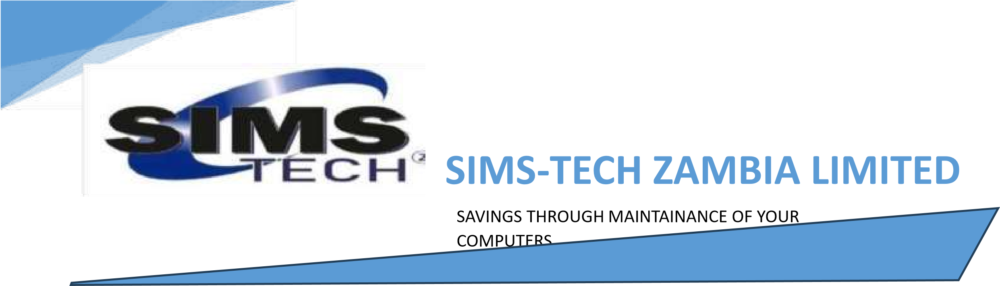 SIMS
TECH
SIMS-TECH ZAMBIA LIMITED
SAVINGS THROUGH MAINTAINANCE OF YOUR
COMPUTERS